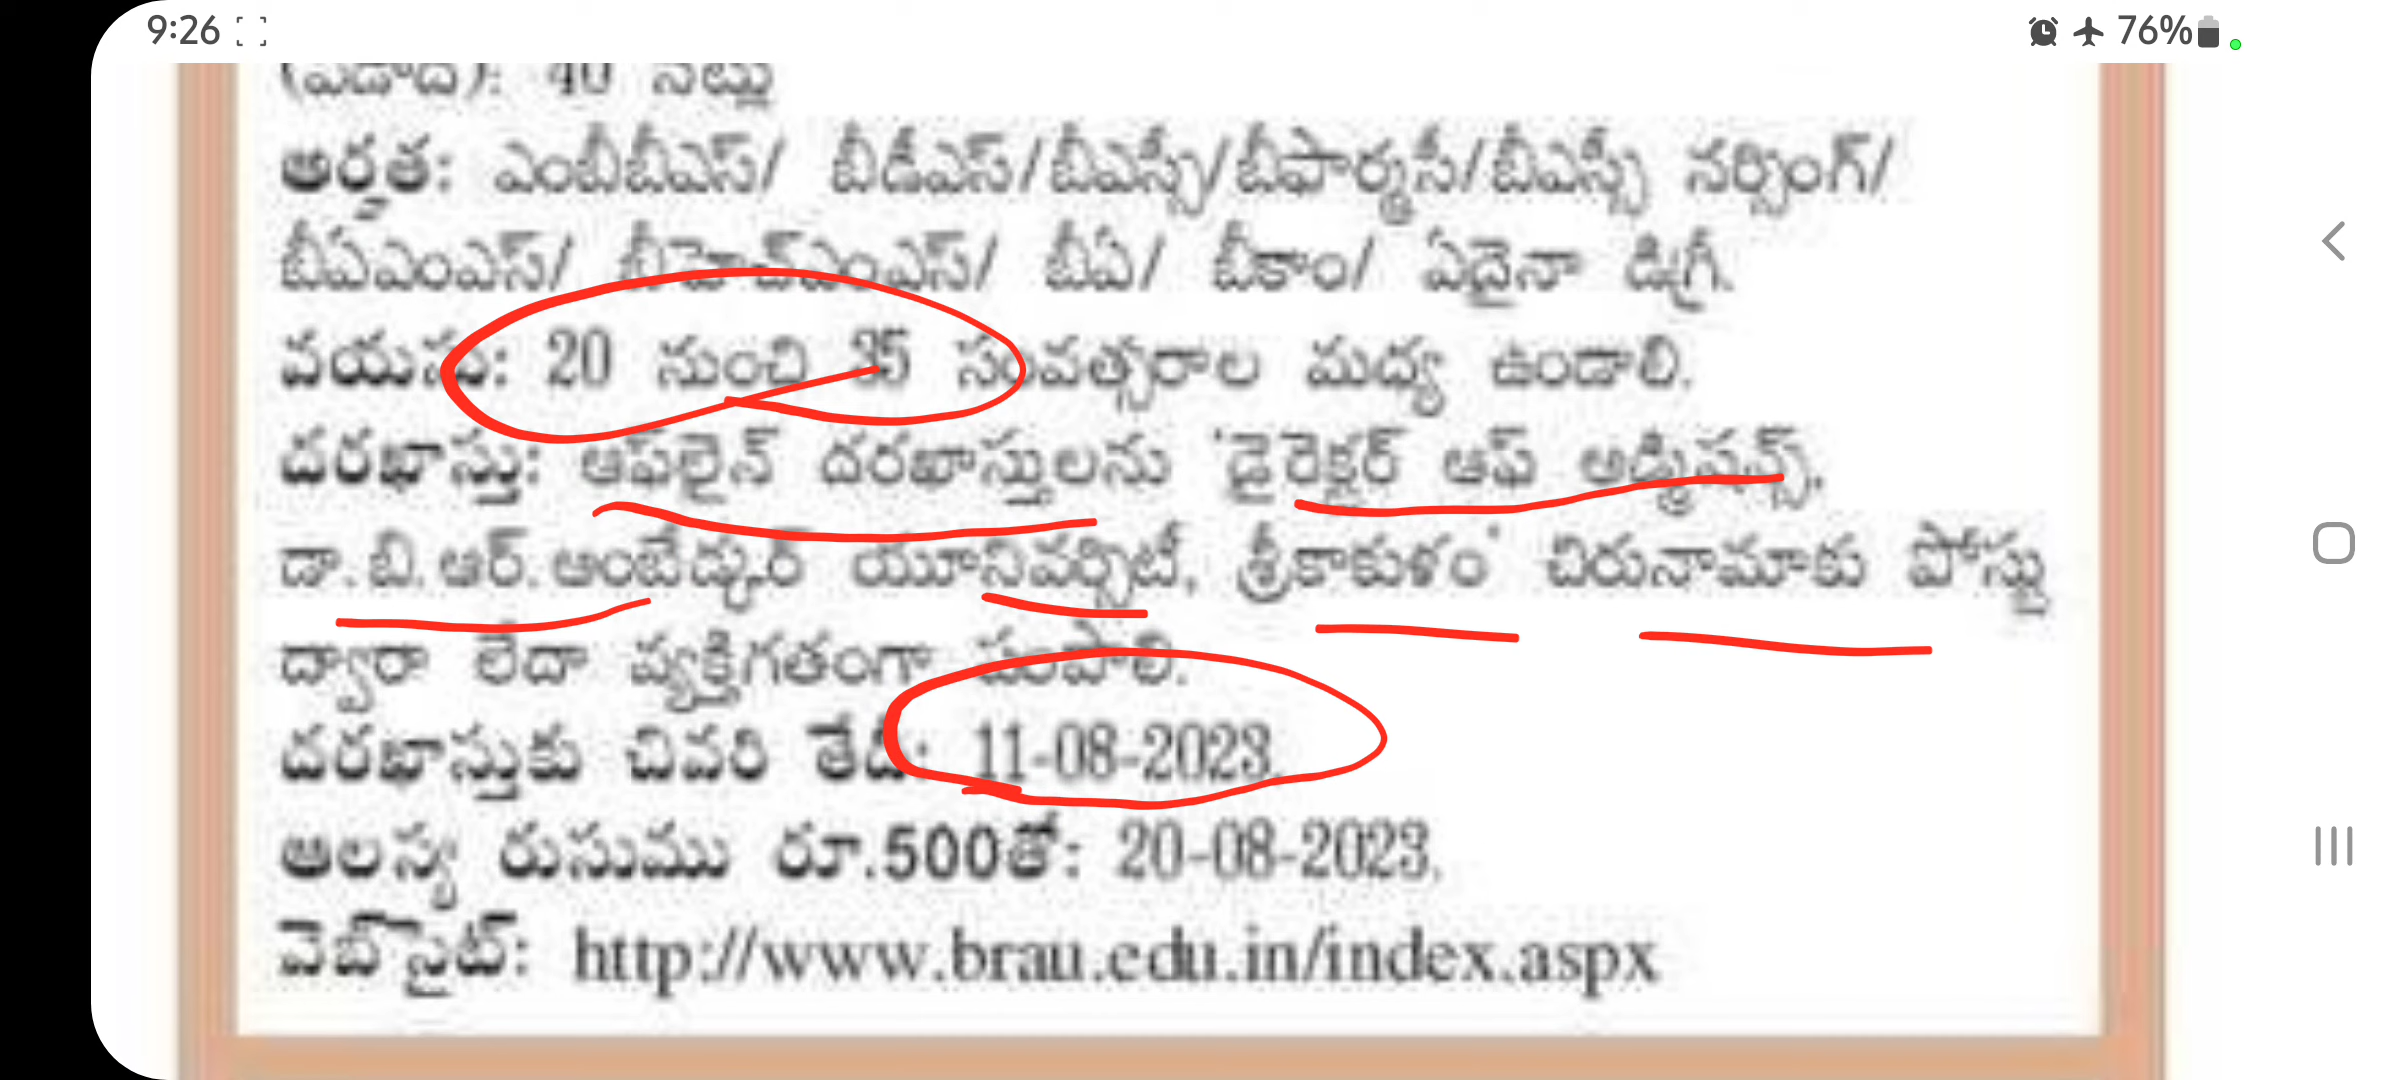 9:26 76%
(ఏడాది): 40 సీట్లు
అర్హత: ఎంబీబీఎస్/ బీడీఎస్/బీఎస్సీ/బీఫార్మసీ/బీఎస్సీ నర్సింగ్/
బీఏఎంఎస్/ బీహెచ్ఎంఎస్/ బీఏ/ బీకాం/ ఏదైనా డిగ్రీ.
వయసు: 20 నుంచి 35 సంవత్సరాల మధ్య ఉండాలి.
దరఖాస్తు: ఆఫ్‌లైన్ దరఖాస్తులను 'డైరెక్టర్ ఆఫ్ అడ్మిషన్స్,
డా.బి.ఆర్.అంబేడ్కర్ యూనివర్సిటీ, శ్రీకాకుళం' చిరునామాకు పోస్టు
ద్వారా లేదా వ్యక్తిగతంగా పంపాలి.
దరఖాస్తుకు చివరి తేదీ: 11-08-2023.
ఆలస్య రుసుము రూ.500తో: 20-08-2023.
వెబ్‌సైట్: http://www.brau.edu.in/index.aspx